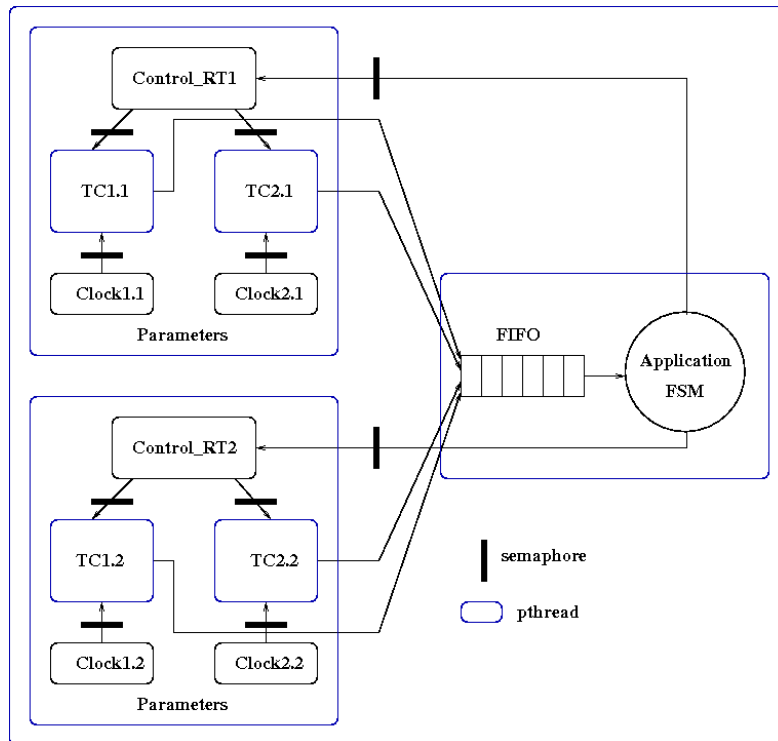 Control_RT1
TC1.1
TC2.1
Clock1.1
Clock2.1
Parameters
FIFO
Application
FSM
Control_RT2
TC1.2
TC2.2
Clock1.2
Clock2.2
Parameters
semaphore
pthread